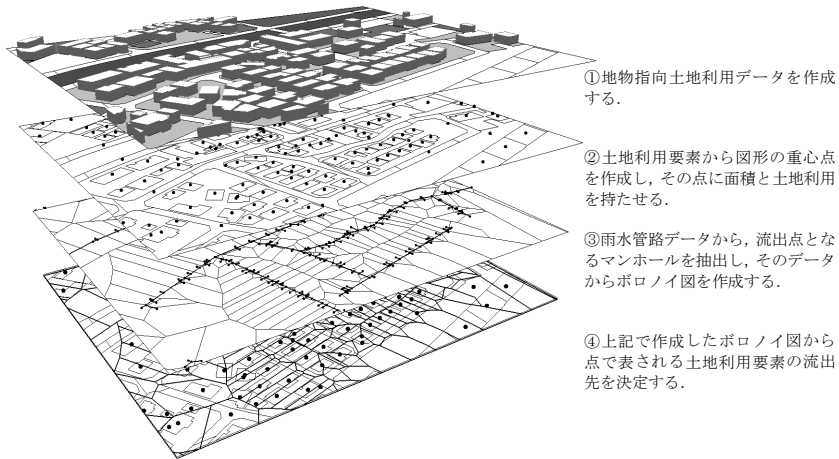 ①地物指向土地利用データを作成
する．
②土地利用要素から図形の重心点
を作成し，その点に面積と土地利用
を持たせる．
③雨水管路データから，流出点とな
るマンホールを抽出し，そのデータ
からボロノイ図を作成する．
④上記で作成したボロノイ図から
点で表される土地利用要素の流出
先を決定する．